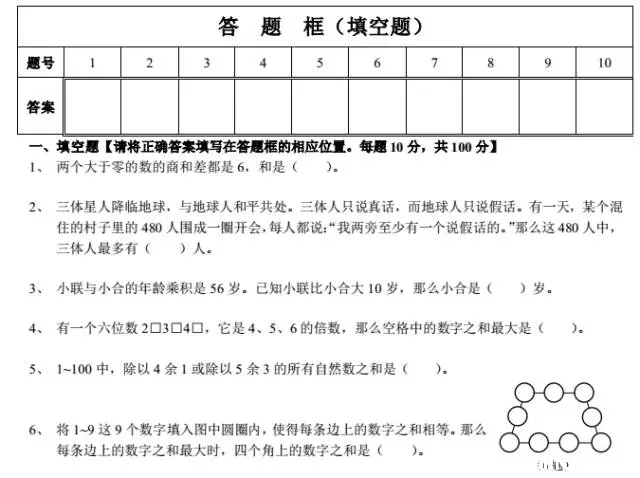 答 题 框（填空题）
题号 1 2 3 4 5 6 7 8 9 10
答案
一、填空题【请将正确答案填写在答题框的相应位置。每题 10 分，共 100 分】
1、 两个大于零的数的商和差都是 6，和是（ ）。
2、 三体星人降临地球，与地球人和平共处。三体人只说真话，而地球人只说假话。有一天，某个混
住的村子里的 480 人围成一圈开会，每人都说：“我两旁至少有一个说假话的。”那么这 480 人中，
三体人最多有（ ）人。
3、 小联与小合的年龄乘积是 56 岁。已知小联比小合大 10 岁，那么小合是（ ）岁。
4、 有一个六位数 2□3□4□，它是 4、5、6 的倍数，那么空格中的数字之和最大是（ ）。
5、 1~100 中，除以 4 余 1 或除以 5 余 3 的所有自然数之和是（ ）。
6、 将 1~9 这 9 个数字填入图中圆圈内，使得每条边上的数字之和相等。那么
每条边上的数字之和最大时，四个角上的数字之和是（ ）。